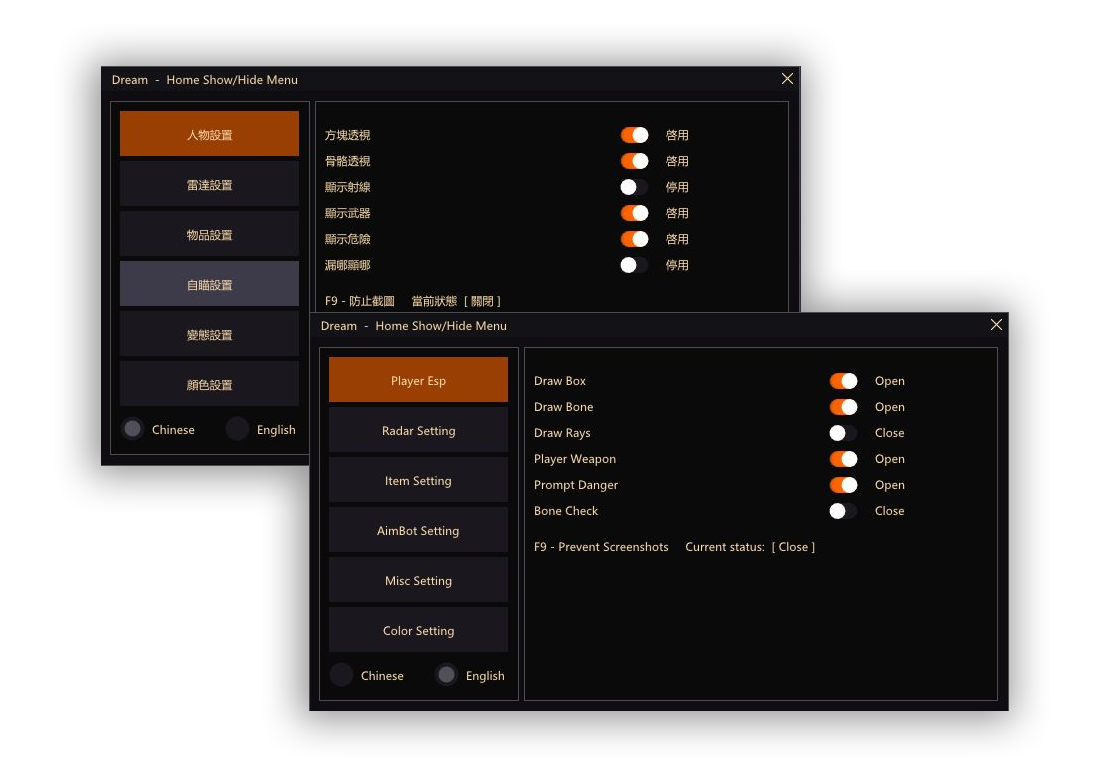 Dream - Home Show/Hide Menu
人物設置
雷達設置
物品設置
自瞄設置
變態設置
顏色設置
Chinese English
方塊透視 啓用
骨骼透視 啓用
顯示射線 停用
顯示武器 啓用
顯示危險 啓用
漏哪顯哪 停用
F9 - 防止截圖 當前狀態 [ 關閉 ]
Dream - Home Show/Hide Menu
Player Esp
Radar Setting
Item Setting
AimBot Setting
Misc Setting
Color Setting
Chinese English
Draw Box Open
Draw Bone Open
Draw Rays Close
Player Weapon Open
Prompt Danger Open
Bone Check Close
F9 - Prevent Screenshots Current status: [ Close ]